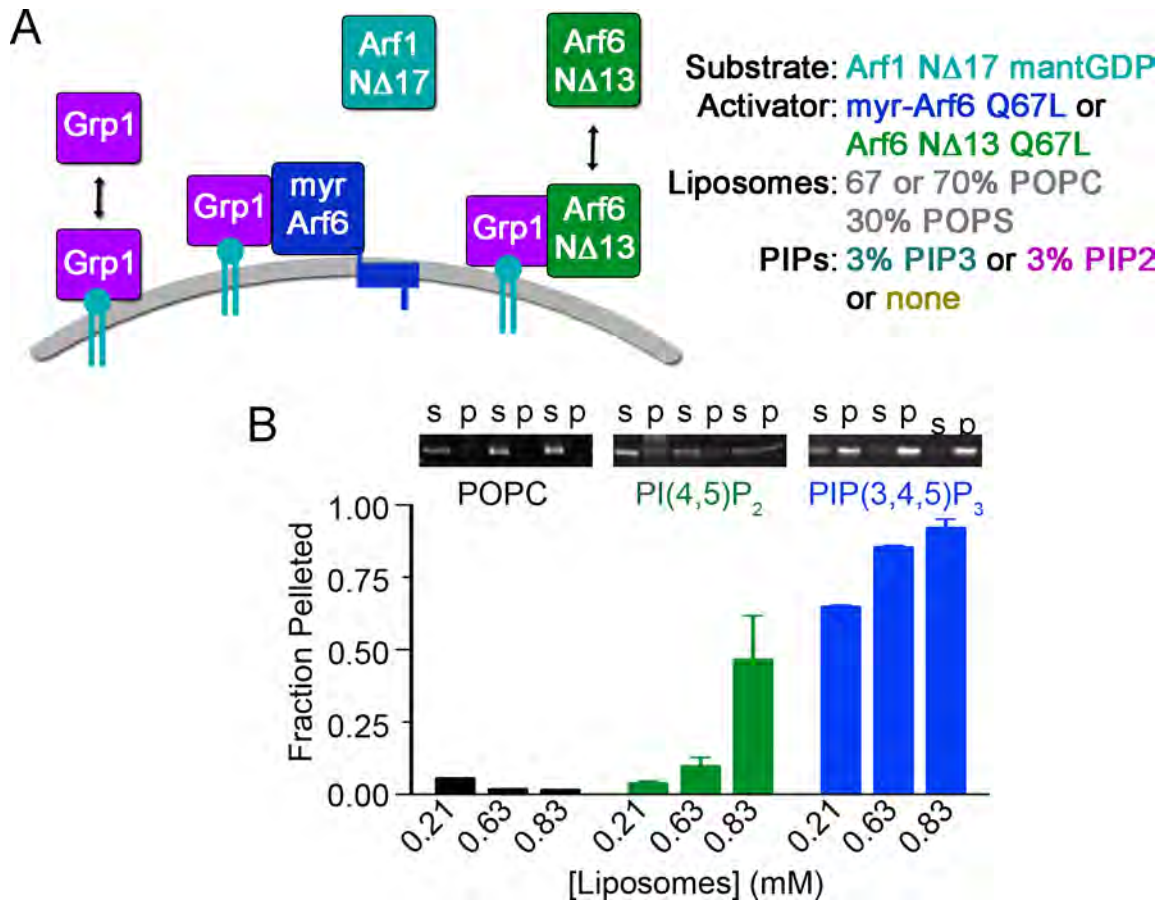 A
Arf1
NΔ17
Arf6
NΔ13
Grp1
Grp1
Grp1
myr
Arf6
Grp1
Arf6
NΔ13
Substrate: Arf1 NΔ17 mantGDP
Activator: myr-Arf6 Q67L or
Arf6 NΔ13 Q67L
Liposomes: 67 or 70% POPC
30% POPS
PIPs: 3% PIP3 or 3% PIP2
or none
B
s p s p s p
s p s p s p
s p s p s p
POPC
PI(4,5)P2
PIP(3,4,5)P3
Fraction Pelleted
1.00
0.75
0.50
0.25
0.00
0.21 0.63 0.83
0.21 0.63 0.83
0.21 0.63 0.83
[Liposomes] (mM)